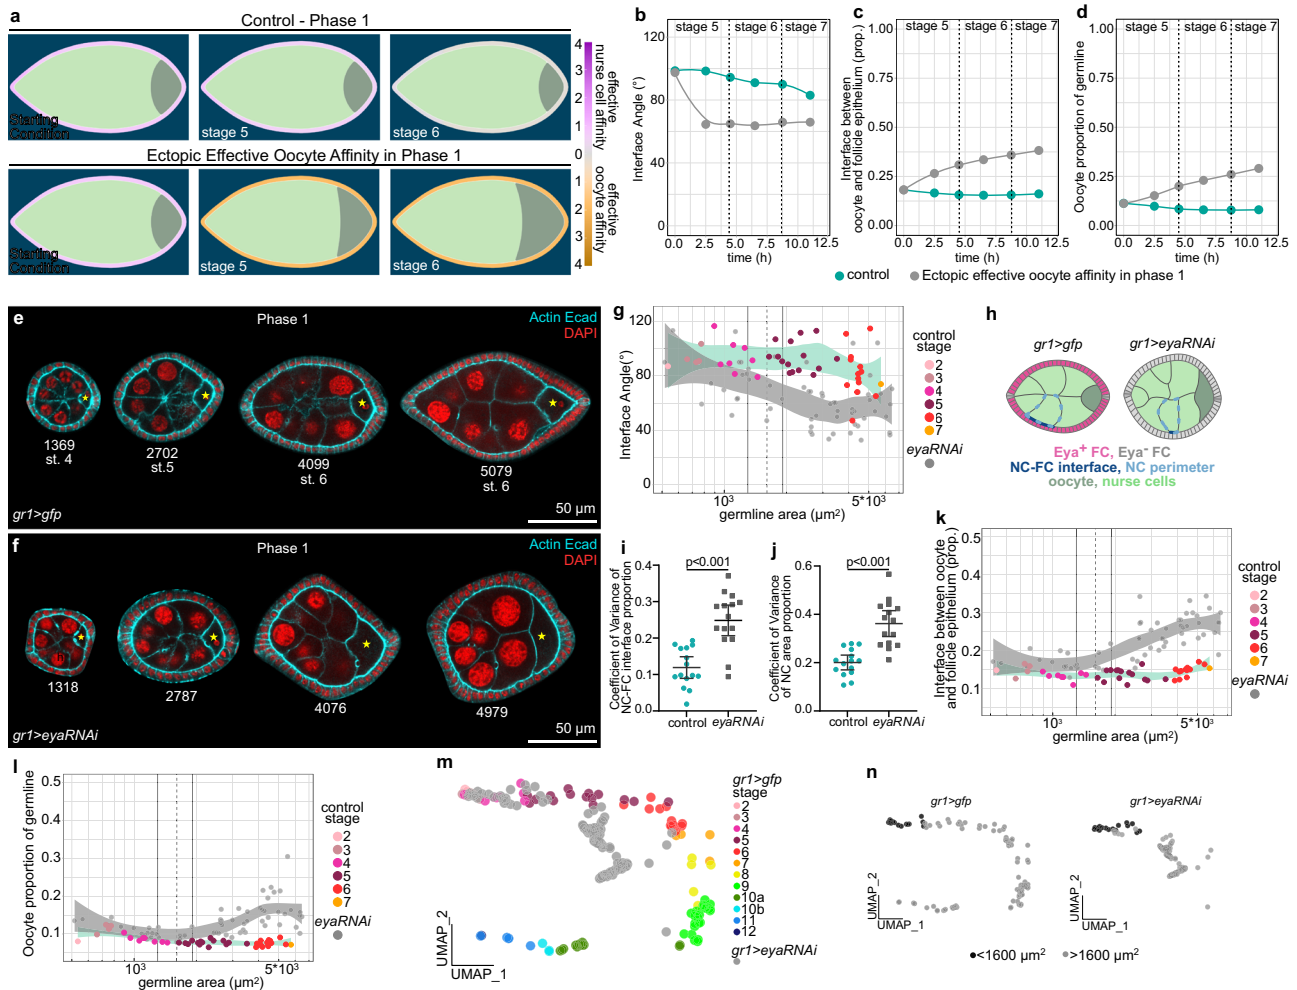 a
Control - Phase 1
Starting
Condition
stage 5
stage 6
Ectopic Effective Oocyte Affinity in Phase 1
Starting
Condition
stage 5
stage 6
4
3
2
1
0
1
2
3
4
effective
nurse cell affinity
effective
oocyte affinity
b
stage 5
stage 6
stage 7
120
80
40
0
Interface Angle (°)
0.0
2.5
5.0
7.5
10.0
12.5
time (h)
c
stage 5
stage 6
stage 7
1.00
0.75
0.50
0.25
0.00
Interface between
oocyte and follicle epithelium (prop.)
0.0
2.5
5.0
7.5
10.0
12.5
time (h)
d
stage 5
stage 6
stage 7
1.00
0.75
0.50
0.25
0.00
Oocyte proportion of germline
0.0
2.5
5.0
7.5
10.0
12.5
time (h)
control
Ectopic effective oocyte affinity in phase 1
e
Phase 1
Actin Ecad
DAPI
1369
st. 4
2702
st.5
4099
st. 6
5079
st. 6
gr1>gfp
50 µm
f
Phase 1
Actin Ecad
DAPI
1318
2787
4076
4979
gr1>eyaRNAi
50 µm
g
120
80
40
0
Interface Angle(°)
10³
5*10³
germline area (µm²)
control
stage
2
3
4
5
6
7
eyaRNAi
h
gr1>gfp
gr1>eyaRNAi
Eya⁺ FC, Eya⁻ FC
NC-FC interface, NC perimeter
oocyte, nurse cells
i
p<0.001
0.4
0.3
0.2
0.1
0.0
Coefficient of Variance of
NC-FC interface proportion
control
eyaRNAi
j
p<0.001
0.6
0.4
0.2
0.0
Coefficient of Variance
of NC area proportion
control
eyaRNAi
k
0.5
0.4
0.3
0.2
0.1
Interface between oocyte
and follicle epithelium (prop.)
10³
5*10³
germline area (µm²)
control
stage
2
3
4
5
6
7
eyaRNAi
l
0.5
0.4
0.3
0.2
0.1
Oocyte proportion of germline
10³
5*10³
germline area (µm²)
control
stage
2
3
4
5
6
7
eyaRNAi
m
UMAP_2
UMAP_1
gr1>gfp
stage
2
3
4
5
6
7
8
9
10a
10b
11
12
gr1>eyaRNAi
n
gr1>gfp
gr1>eyaRNAi
UMAP_2
UMAP_1
UMAP_2
UMAP_1
<1600 µm²
>1600 µm²